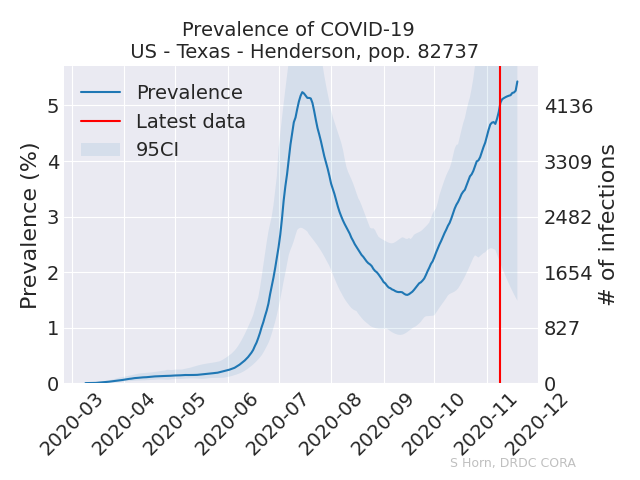 Prevalence of COVID-19
US - Texas - Henderson, pop. 82737
Prevalence
Latest data
95CI
Prevalence (%)
5
4
3
2
1
0
4136
3309
2482
1654
827
0
# of infections
2020-03
2020-04
2020-05
2020-06
2020-07
2020-08
2020-09
2020-10
2020-11
2020-12
S Horn, DRDC CORA